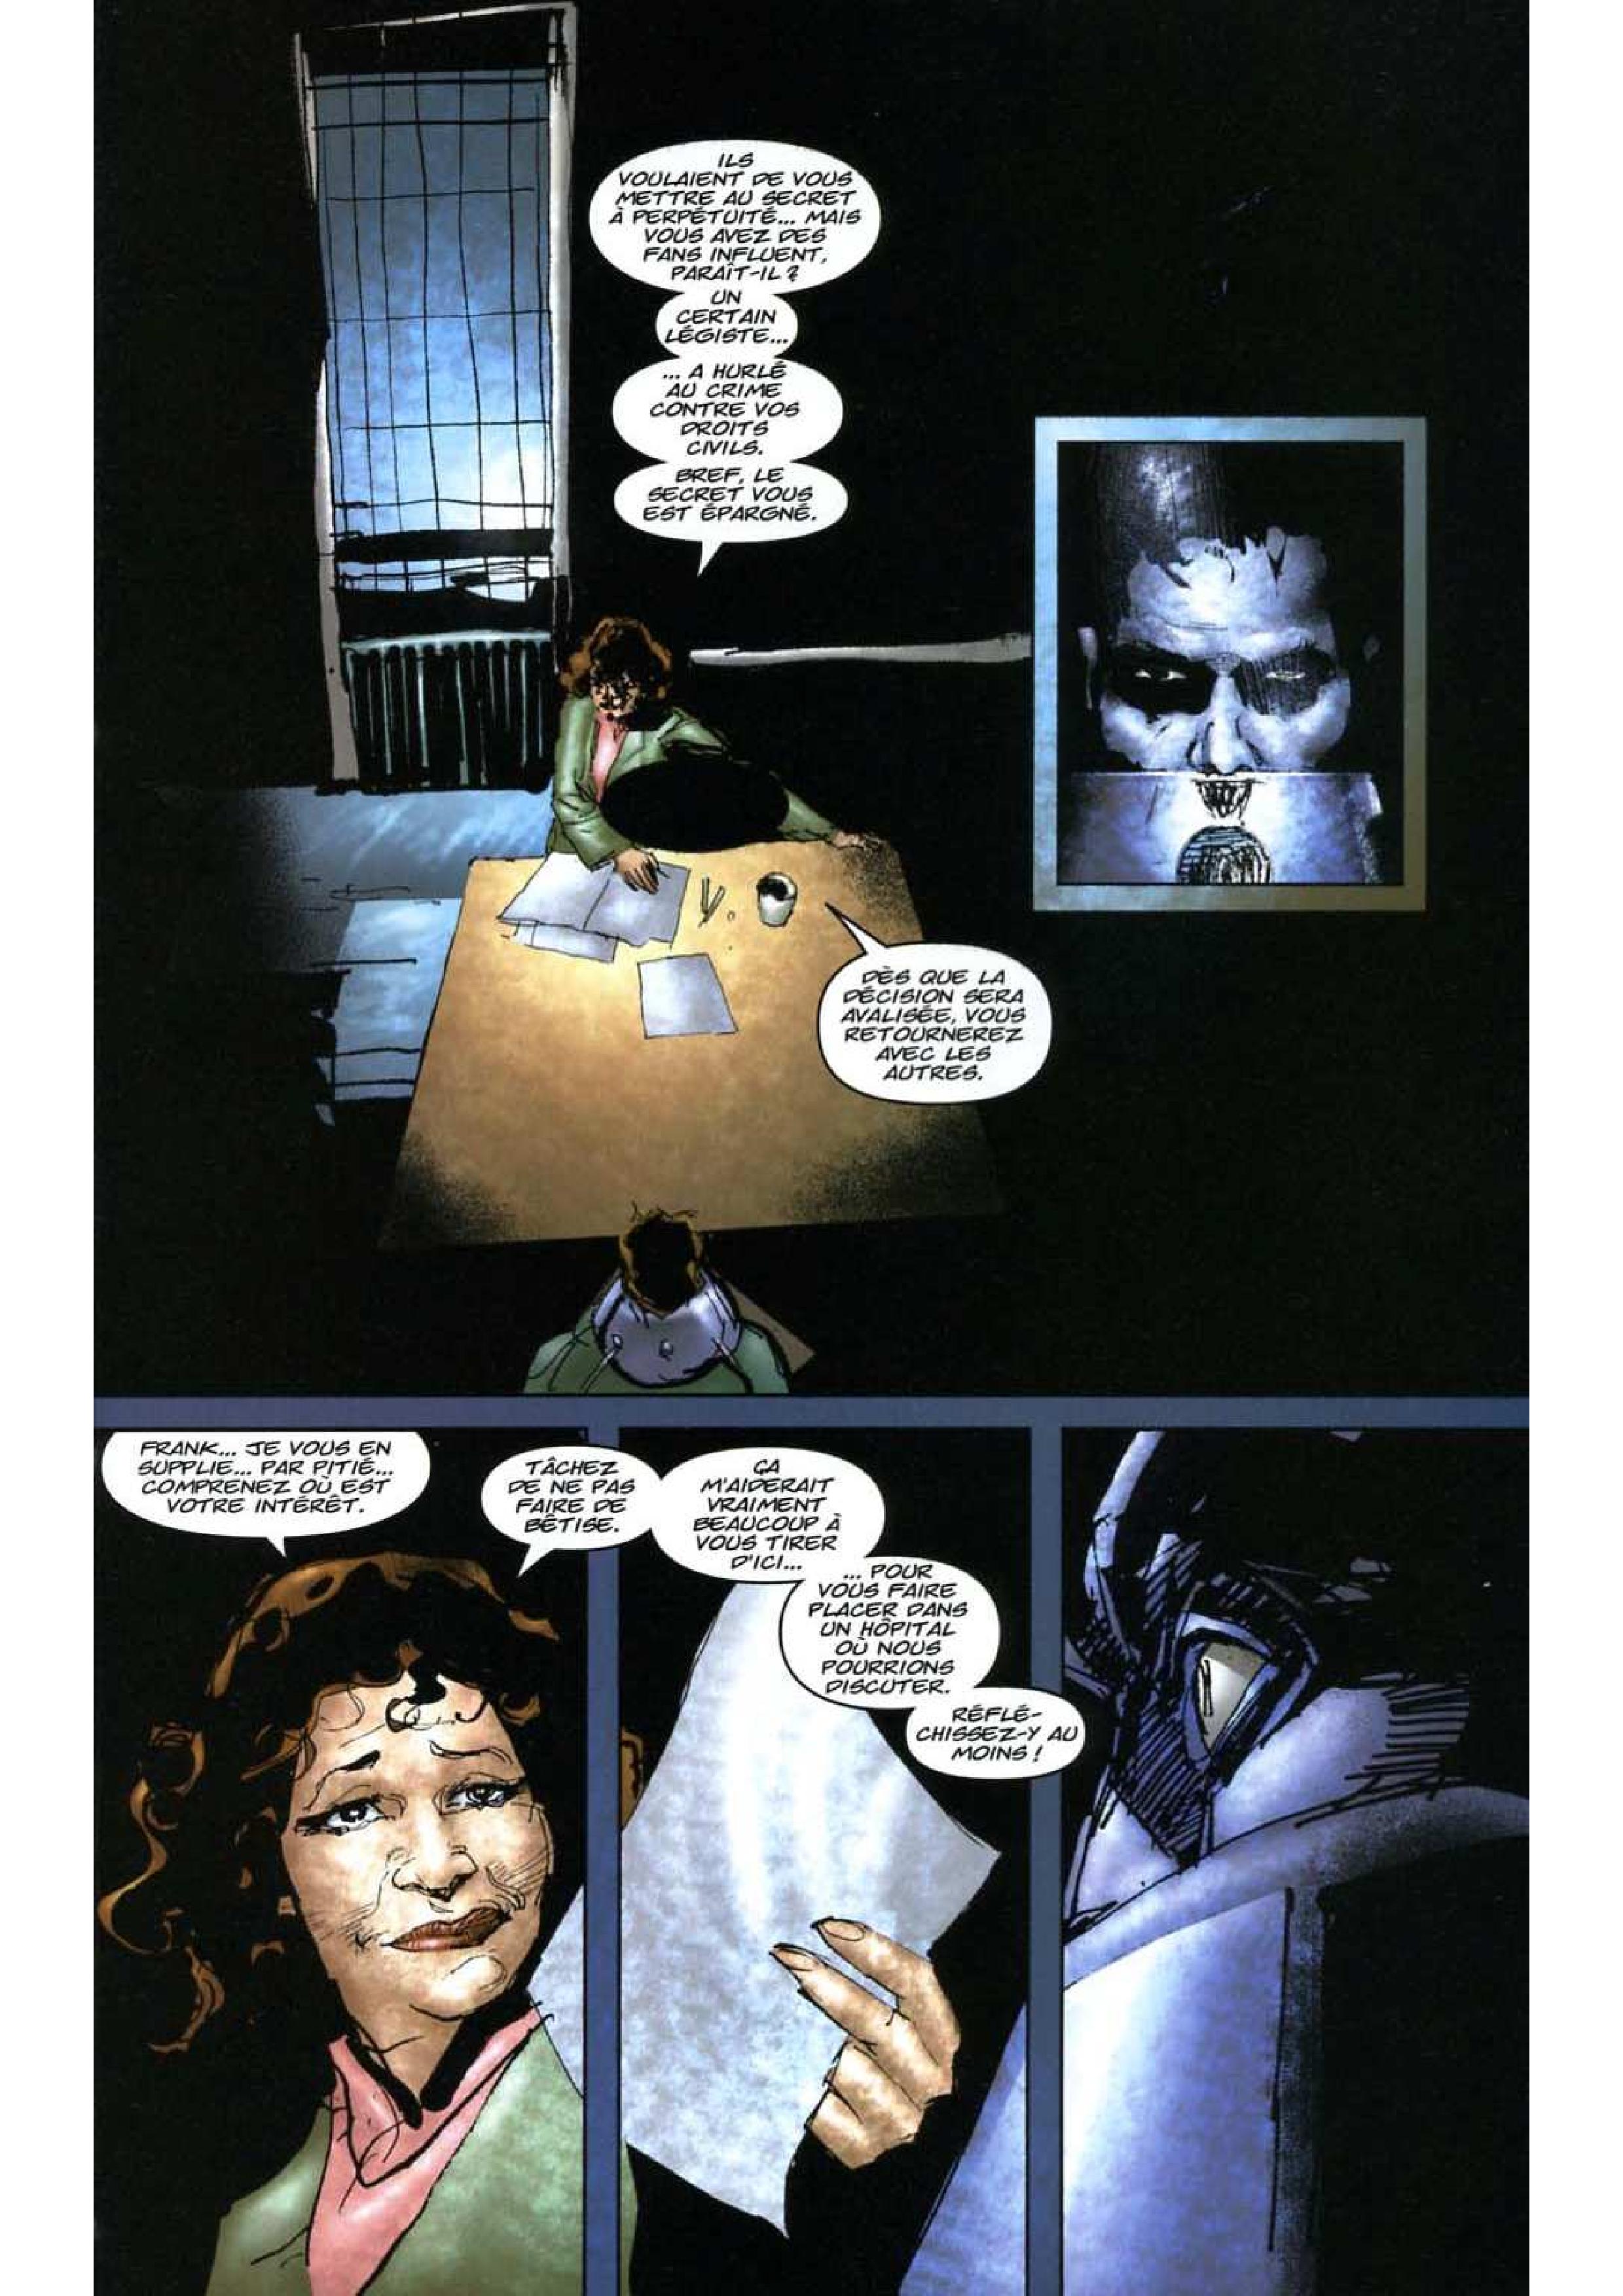 ILS
VOULAIENT DE VOUS
METTRE AU SECRET
À PERPÉTUITÉ... MAIS
VOUS AVEZ DES
FANS INFLUENT,
PARAÎT-IL ?
UN
CERTAIN
LÉGISTE...
... A HURLÉ
AU CRIME
CONTRE VOS
DROITS
CIVILS.
BREF, LE
SECRET VOUS
EST ÉPARGNÉ.
DÈS QUE LA
DÉCISION SERA
AVALISÉE, VOUS
RETOURNEREZ
AVEC LES
AUTRES.
FRANK... JE VOUS EN
SUPPLIE... PAR PITIÉ...
COMPRENEZ OÙ EST
VOTRE INTÉRÊT.
TÂCHEZ
DE NE PAS
FAIRE DE
BÊTISE.
ÇA
M'AIDERAIT
VRAIMENT
BEAUCOUP À
VOUS TIRER
D'ICI...
... POUR
VOUS FAIRE
PLACER DANS
UN HÔPITAL
OÙ NOUS
POURRIONS
DISCUTER.
RÉFLÉ-
CHISSEZ-Y AU
MOINS !